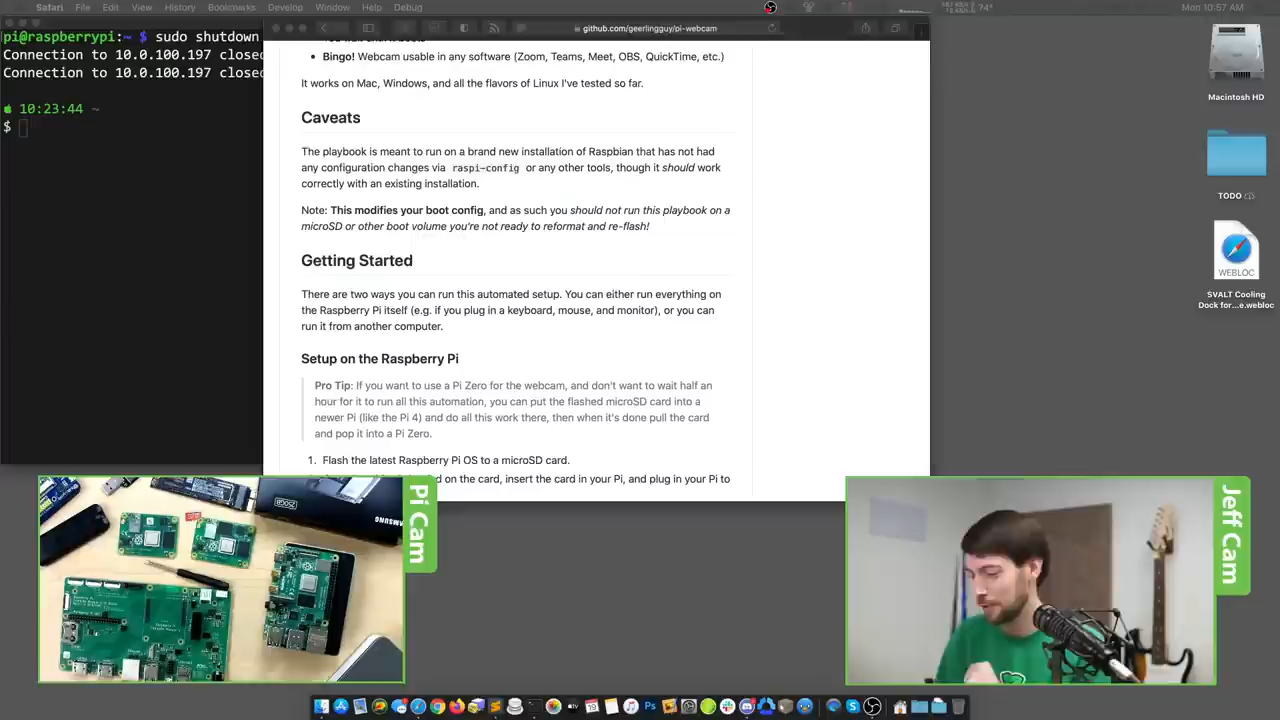 Safari File Edit View History Bookmarks Develop Window Help Debug
74°
Mon 10:57 AM
pi@raspberrypi:~ $ sudo shutdown
Connection to 10.0.100.197 closed
Connection to 10.0.100.197 closed
10:23:44 ~
$
github.com/geerlingguy/pi-webcam
Bingo! Webcam usable in any software (Zoom, Teams, Meet, OBS, QuickTime, etc.)
It works on Mac, Windows, and all the flavors of Linux I've tested so far.
Caveats
The playbook is meant to run on a brand new installation of Raspbian that has not had
any configuration changes via raspi-config or any other tools, though it should work
correctly with an existing installation.
Note: This modifies your boot config, and as such you should not run this playbook on a
microSD or other boot volume you're not ready to reformat and re-flash!
Getting Started
There are two ways you can run this automated setup. You can either run everything on
the Raspberry Pi itself (e.g. if you plug in a keyboard, mouse, and monitor), or you can
run it from another computer.
Setup on the Raspberry Pi
Pro Tip: If you want to use a Pi Zero for the webcam, and don't want to wait half an
hour for it to run all this automation, you can put the flashed microSD card into a
newer Pi (like the Pi 4) and do all this work there, then when it's done pull the card
and pop it into a Pi Zero.
1. Flash the latest Raspberry Pi OS to a microSD card.
on the card, insert the card in your Pi, and plug in your Pi to
Macintosh HD
TODO
WEBLOC
SVALT Cooling
Dock for...e.webloc
Pi Cam
250GB
SAMSUNG
Jeff Cam
19